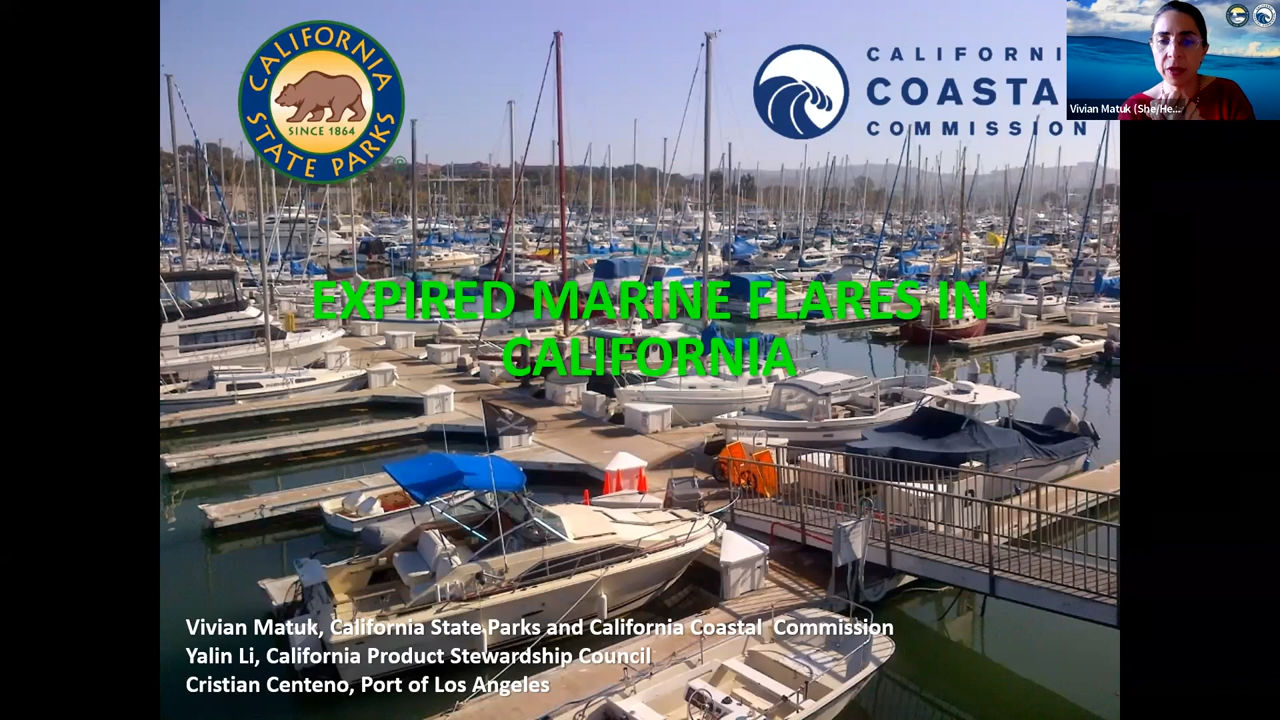 CALIFORNIA
STATE PARKS
SINCE 1864
CALIFORNI
COASTA
COMMISSION
Vivian Matuk (She/He...
EXPIRED MARINE FLARES IN
CALIFORNIA
Vivian Matuk, California State Parks and California Coastal Commission
Yalin Li, California Product Stewardship Council
Cristian Centeno, Port of Los Angeles